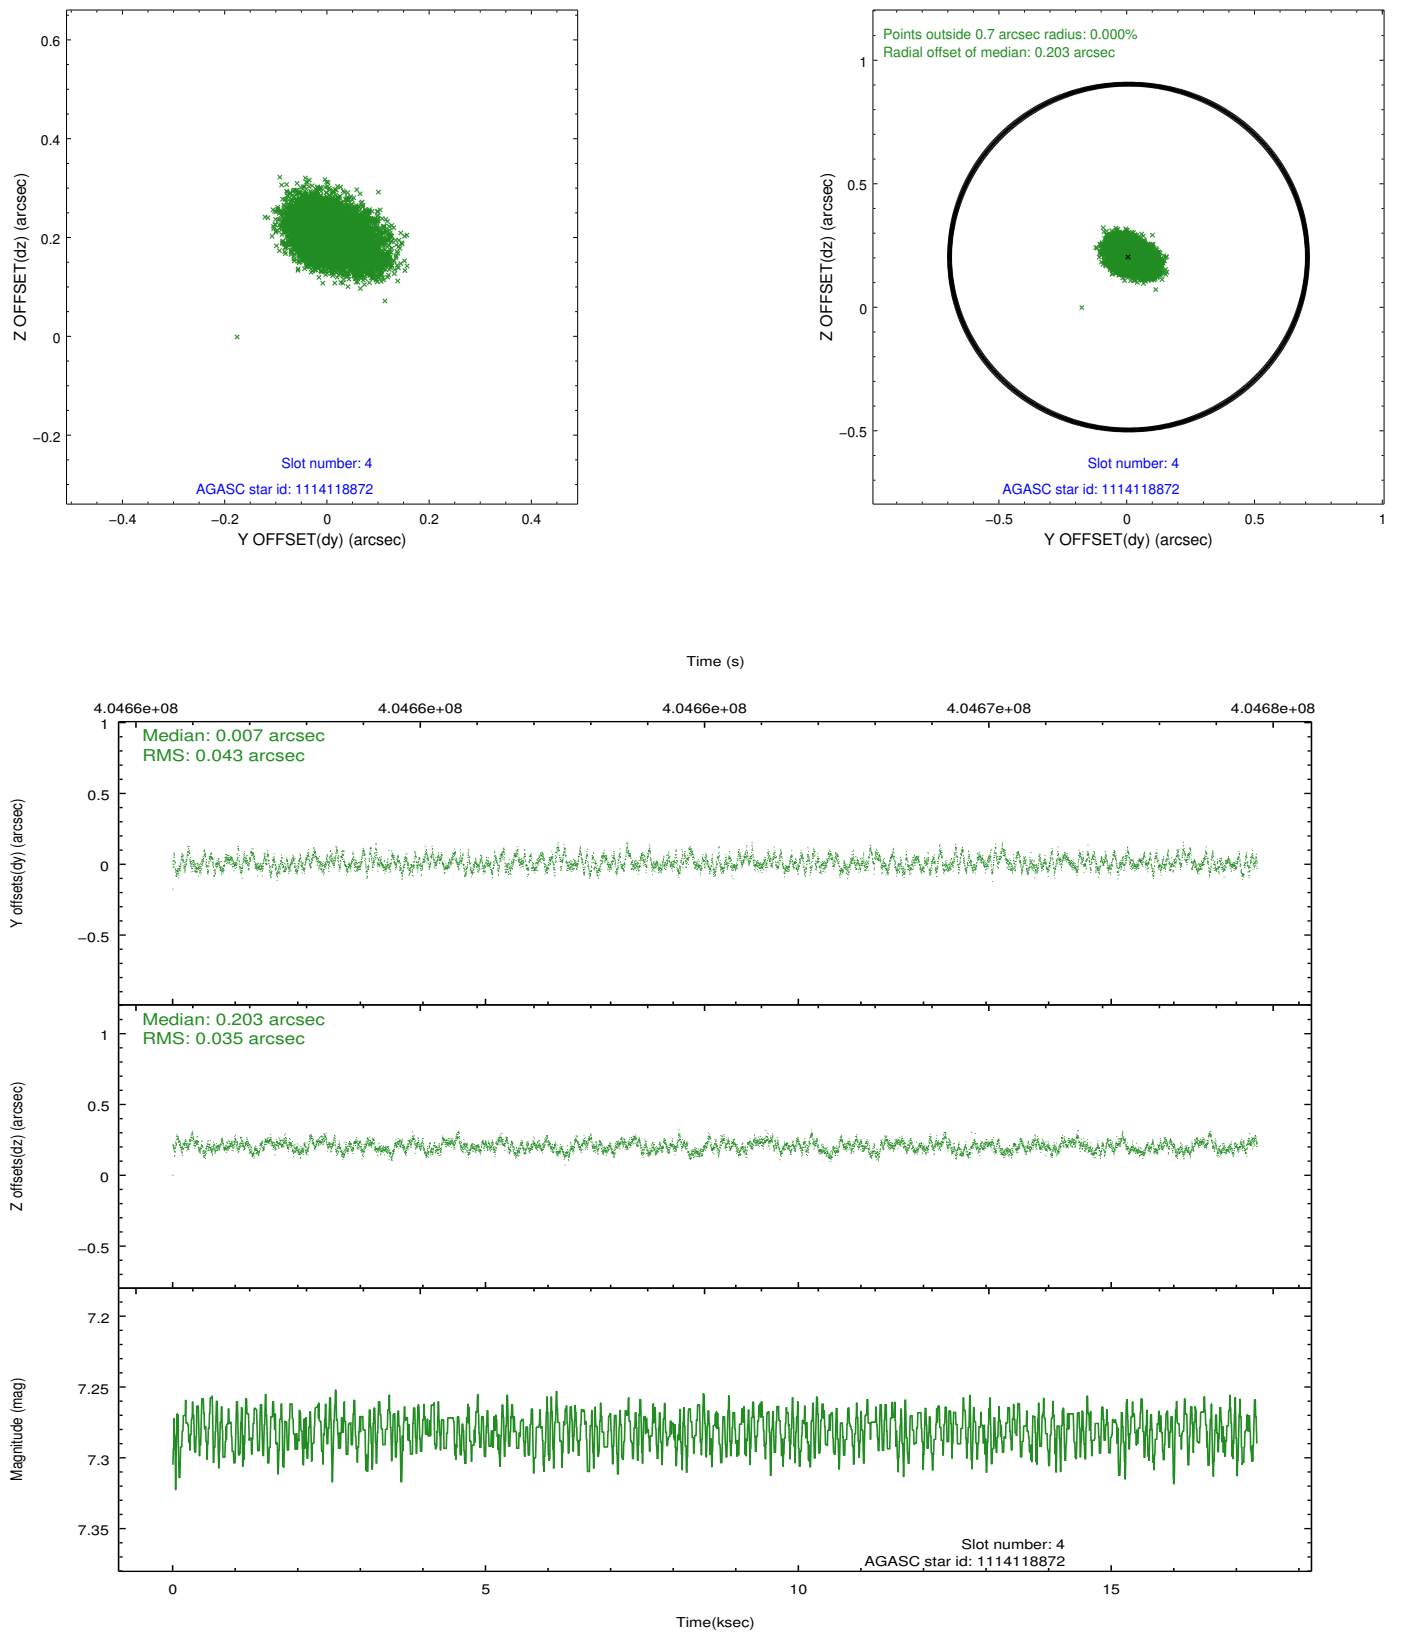 0.6
0.4
0.2
0
−0.2
Z OFFSET(dz) (arcsec)
Slot number: 4
AGASC star id: 1114118872
−0.4 −0.2 0 0.2 0.4
Y OFFSET(dy) (arcsec)
Points outside 0.7 arcsec radius: 0.000%
Radial offset of median: 0.203 arcsec
1
0.5
0
−0.5
Z OFFSET(dz) (arcsec)
Slot number: 4
AGASC star id: 1114118872
−0.5 0 0.5 1
Y OFFSET(dy) (arcsec)
Time (s)
4.0466e+08 4.0466e+08 4.0466e+08 4.0467e+08 4.0468e+08
Median: 0.007 arcsec
RMS: 0.043 arcsec
1
0.5
0
−0.5
Y offsets(dy) (arcsec)
Median: 0.203 arcsec
RMS: 0.035 arcsec
1
0.5
0
−0.5
Z offsets(dz) (arcsec)
7.2
7.25
7.3
7.35
Magnitude (mag)
Slot number: 4
AGASC star id: 1114118872
0 5 10 15
Time(ksec)